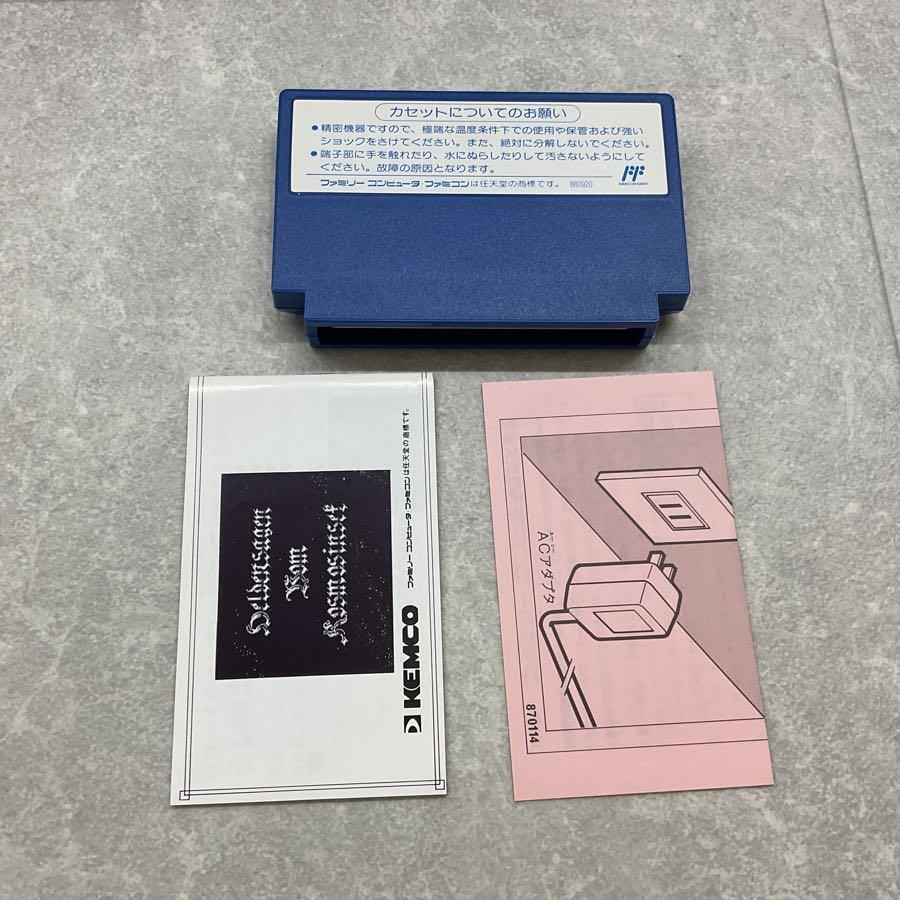 カセットについてのお願い
●精密機器ですので、極端な温度条件下での使用や保管および強い
ショックをさけてください。また、絶対に分解しないでください。
●端子部に手を触れたり、水にぬらしたりして汚さないようにして
ください。故障の原因となります。
ファミリー コンピュータ・ファミコンは任天堂の商標です。 880920
Heldensagen
Vom
Kosmosinsel
KEMCO
ファミリー コンピュータ・ファミコンは任天堂の商標です。
エーシー
ACアダプタ
870114